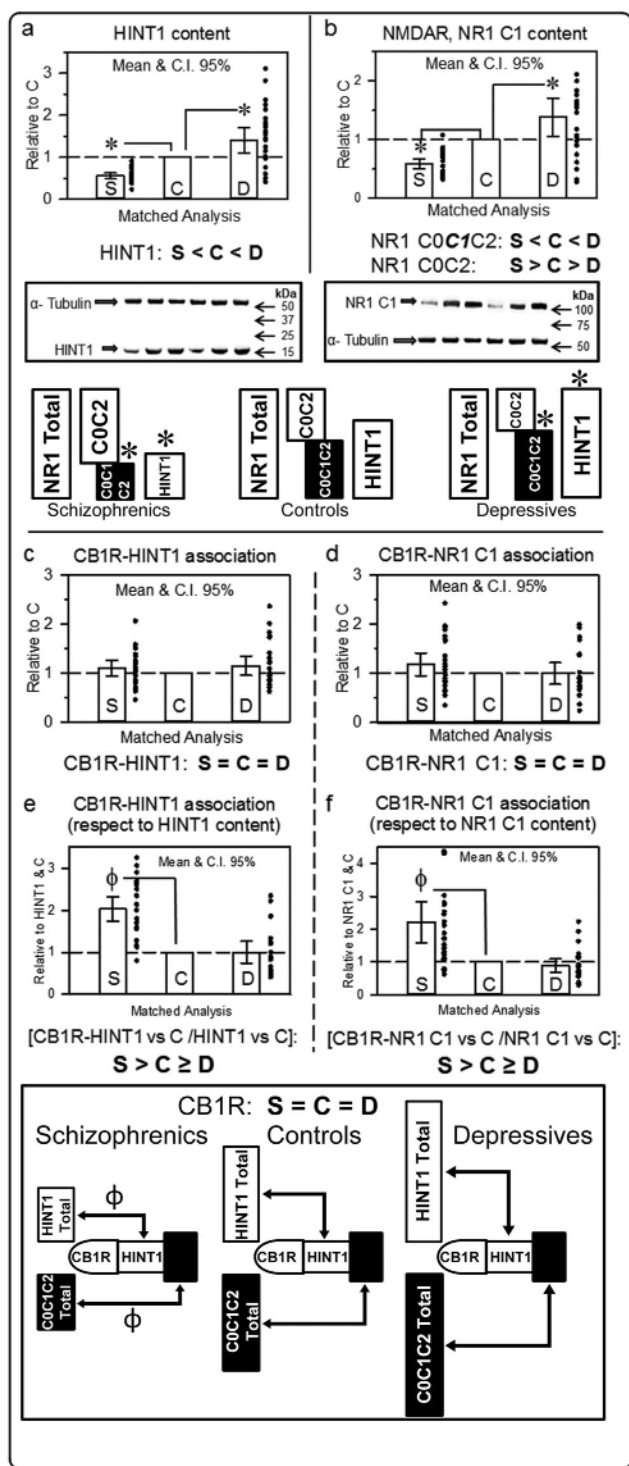 a
HINT1 content
Mean & C.I. 95%
Relative to C
3
2
1
0
*
*
S
C
D
Matched Analysis
HINT1: S < C < D
b
NMDAR, NR1 C1 content
Mean & C.I. 95%
Relative to C
2
1
0
*
*
S
C
D
Matched Analysis
NR1 C0C1C2: S < C < D
NR1 C0C2: S > C > D
α- Tubulin
HINT1
kDa
50
37
25
15
NR1 C1
α- Tubulin
kDa
100
75
50
NR1 Total
C0C2
C0C1
C2
*
HINT1
*
Schizophrenics
NR1 Total
C0C2
C0C1C2
HINT1
Controls
NR1 Total
C0C2
C0C1C2
*
HINT1
*
Depressives
c
CB1R-HINT1 association
Mean & C.I. 95%
Relative to C
3
2
1
0
S
C
D
Matched Analysis
CB1R-HINT1: S = C = D
d
CB1R-NR1 C1 association
Mean & C.I. 95%
Relative to C
3
2
1
0
S
C
D
Matched Analysis
CB1R-NR1 C1: S = C = D
e
CB1R-HINT1 association
(respect to HINT1 content)
Mean & C.I. 95%
Relative to HINT1 & C
3
2
1
0
ϕ
S
C
D
Matched Analysis
[CB1R-HINT1 vs C /HINT1 vs C]:
S > C ≥ D
f
CB1R-NR1 C1 association
(respect to NR1 C1 content)
Mean & C.I. 95%
Relative to NR1 C1 & C
4
3
2
1
0
ϕ
S
C
D
Matched Analysis
[CB1R-NR1 C1 vs C /NR1 C1 vs C]:
S > C ≥ D
CB1R: S = C = D
Schizophrenics
HINT1
Total
ϕ
CB1R
HINT1
C0C1C2
Total
ϕ
Controls
HINT1 Total
CB1R
HINT1
C0C1C2
Total
Depressives
HINT1 Total
CB1R
HINT1
C0C1C2 Total